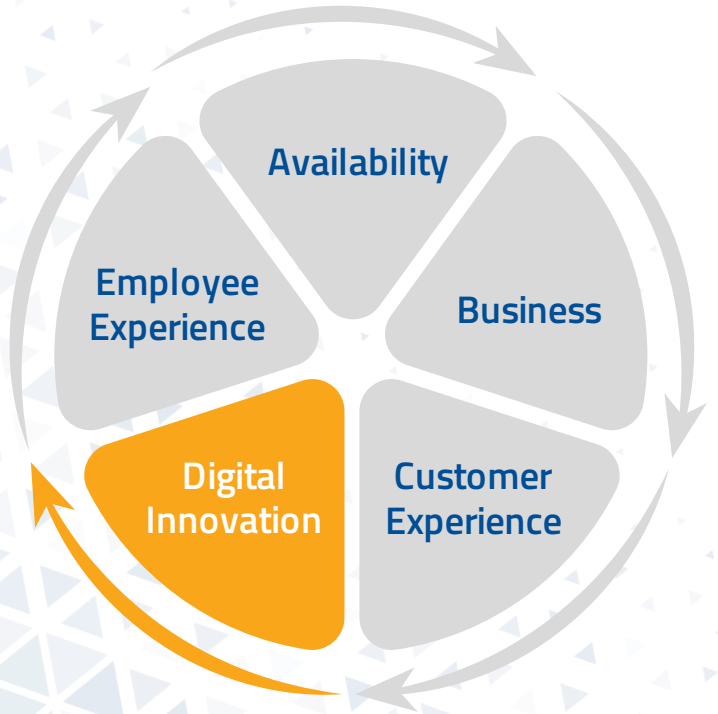 Availability
Business
Customer
Experience
Digital
Innovation
Employee
Experience